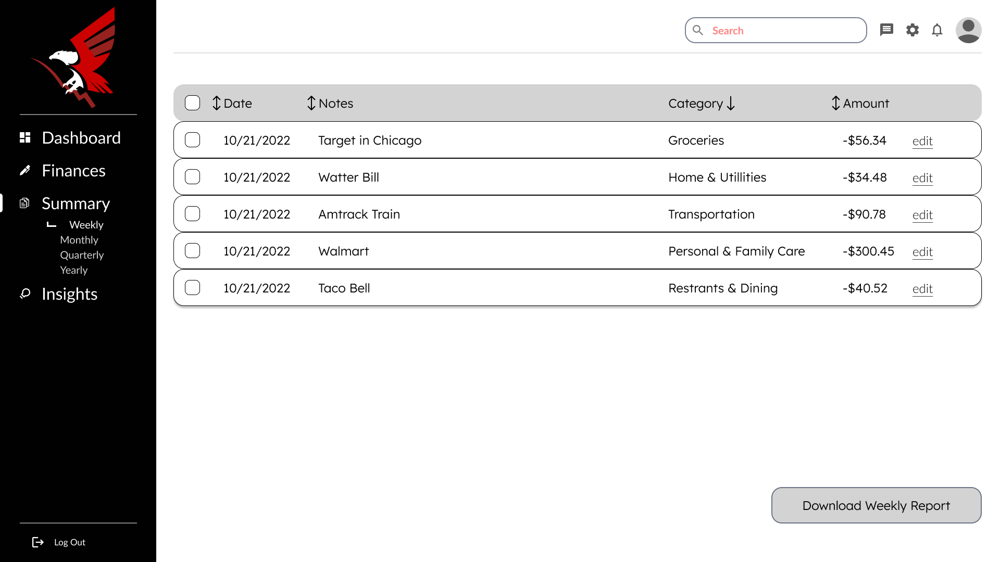 Search
Dashboard
Finances
Summary
Weekly
Monthly
Quarterly
Yearly
Insights
Log Out
Date Notes Category Amount
10/21/2022 Target in Chicago Groceries -$56.34 edit
10/21/2022 Watter Bill Home & Utillities -$34.48 edit
10/21/2022 Amtrack Train Transportation -$90.78 edit
10/21/2022 Walmart Personal & Family Care -$300.45 edit
10/21/2022 Taco Bell Restrants & Dining -$40.52 edit
Download Weekly Report